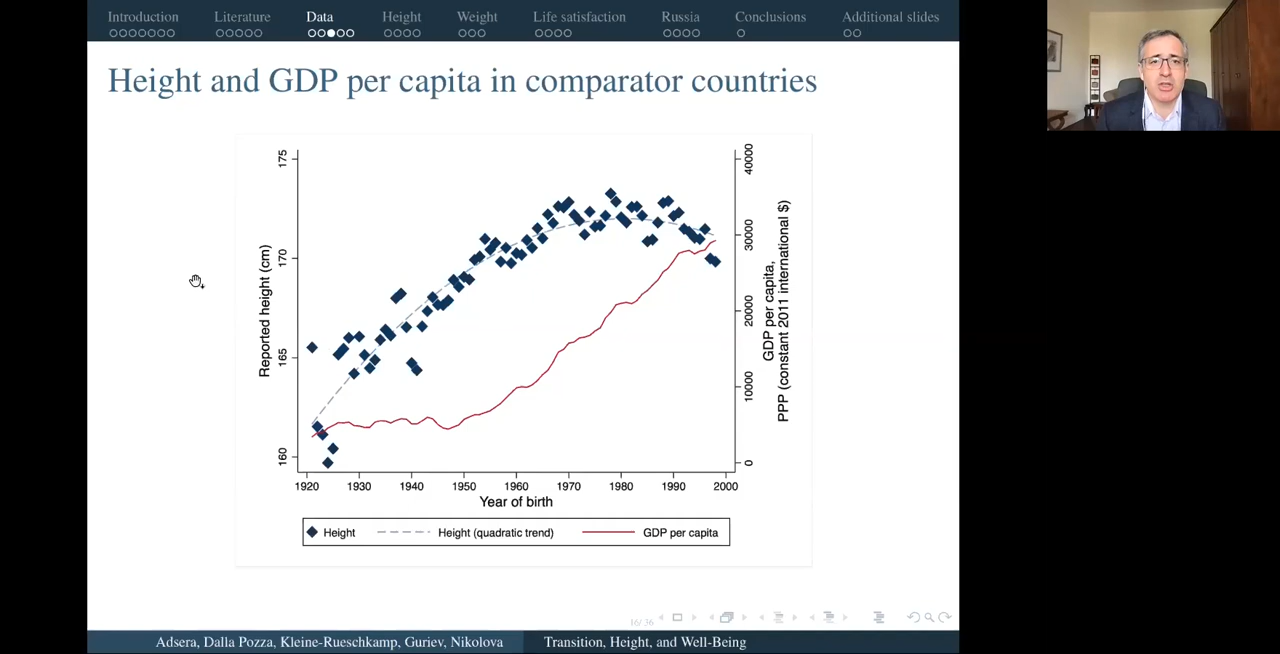 Introduction Literature Data Height Weight Life satisfaction Russia Conclusions Additional slides
Height and GDP per capita in comparator countries
175
170
165
160
Reported height (cm)
40000
30000
20000
10000
0
GDP per capita,
PPP (constant 2011 international $)
1920 1930 1940 1950 1960 1970 1980 1990 2000
Year of birth
Height Height (quadratic trend) GDP per capita
16/36
Adsera, Dalla Pozza, Kleine-Rueschkamp, Guriev, Nikolova Transition, Height, and Well-Being